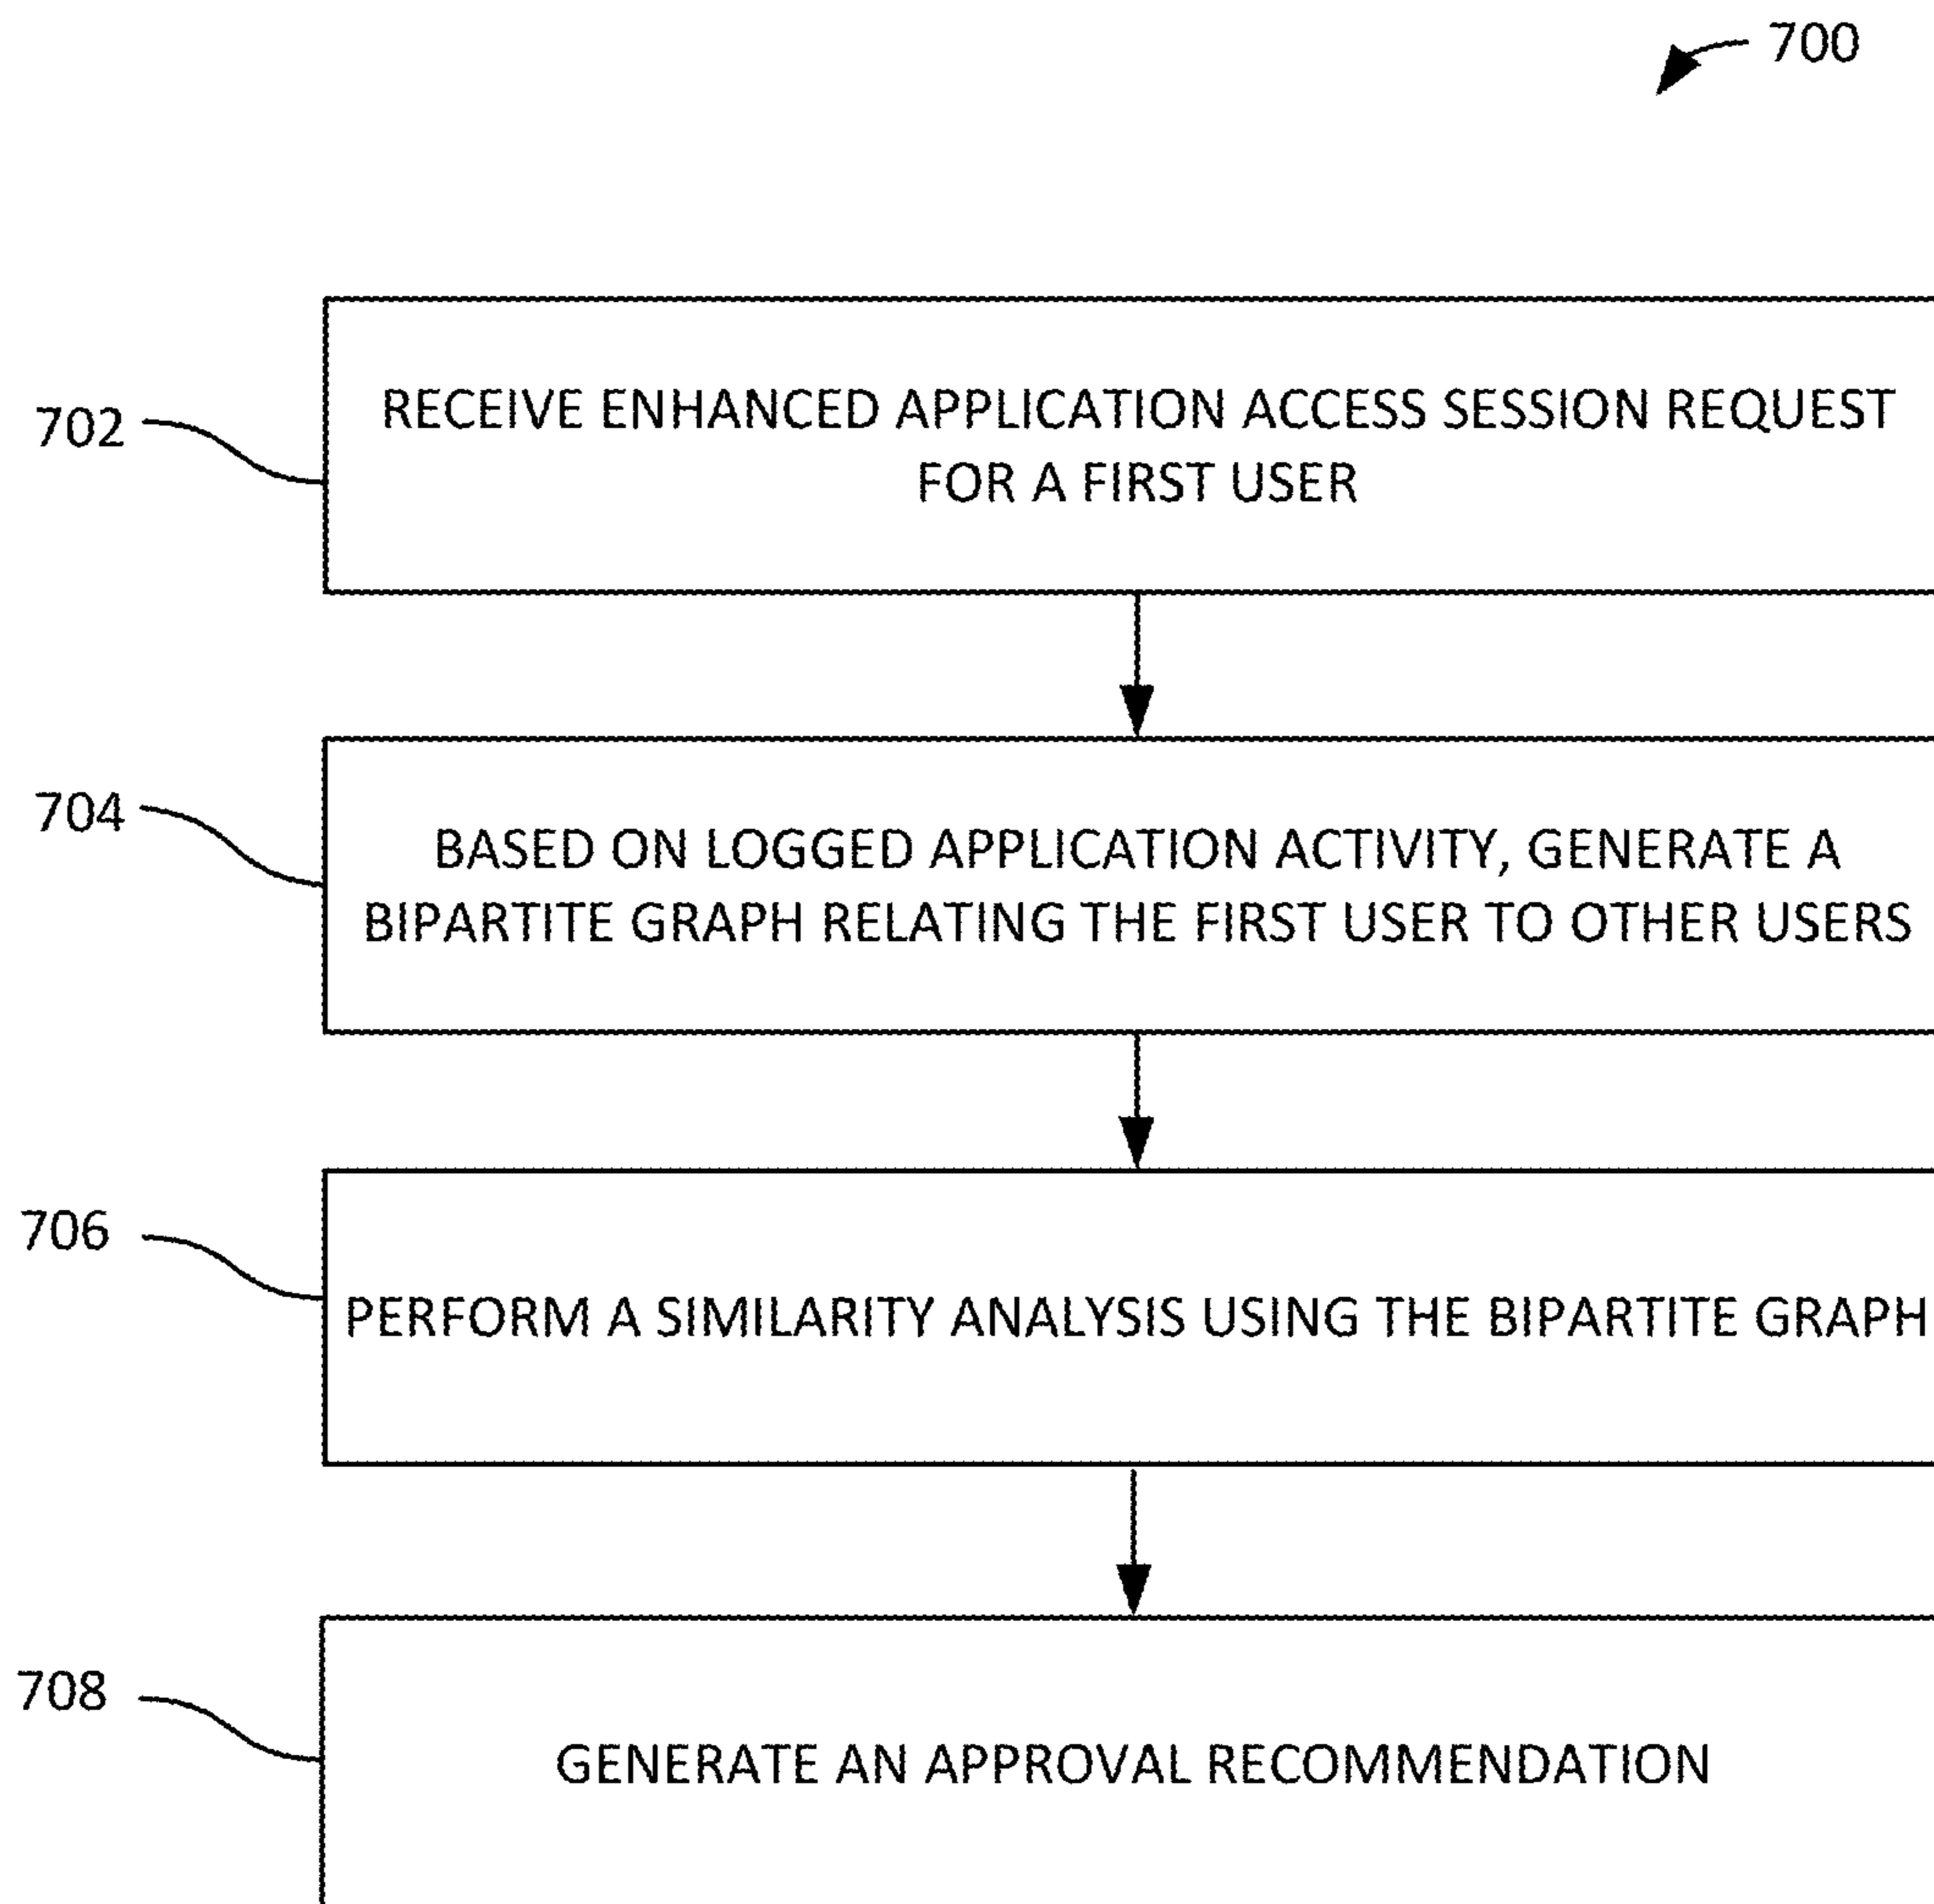 700
702
RECEIVE ENHANCED APPLICATION ACCESS SESSION REQUEST
FOR A FIRST USER
704
BASED ON LOGGED APPLICATION ACTIVITY, GENERATE A
BIPARTITE GRAPH RELATING THE FIRST USER TO OTHER USERS
706
PERFORM A SIMILARITY ANALYSIS USING THE BIPARTITE GRAPH
708
GENERATE AN APPROVAL RECOMMENDATION